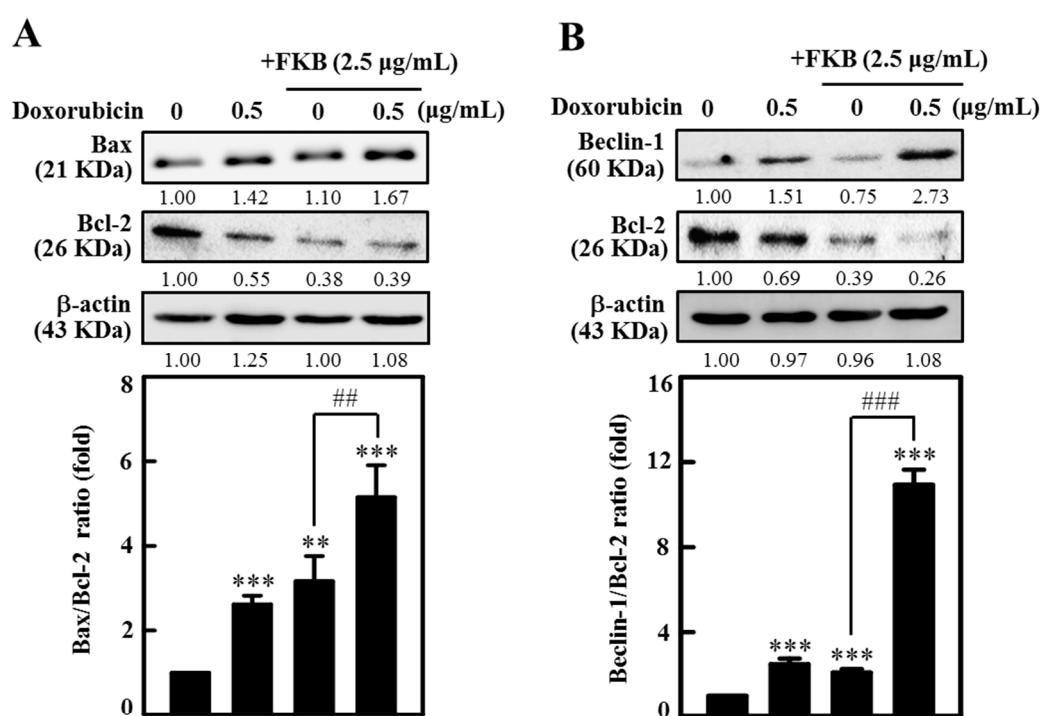 A
+FKB (2.5 µg/mL)
Doxorubicin 0 0.5 0 0.5 (µg/mL)
Bax
(21 KDa)
1.00 1.42 1.10 1.67
Bcl-2
(26 KDa)
1.00 0.55 0.38 0.39
β-actin
(43 KDa)
1.00 1.25 1.00 1.08
Bax/Bcl-2 ratio (fold)
8
6
4
2
0
***
**
***
##
B
+FKB (2.5 µg/mL)
Doxorubicin 0 0.5 0 0.5 (µg/mL)
Beclin-1
(60 KDa)
1.00 1.51 0.75 2.73
Bcl-2
(26 KDa)
1.00 0.69 0.39 0.26
β-actin
(43 KDa)
1.00 0.97 0.96 1.08
Beclin-1/Bcl-2 ratio (fold)
16
12
8
4
0
***
***
***
###